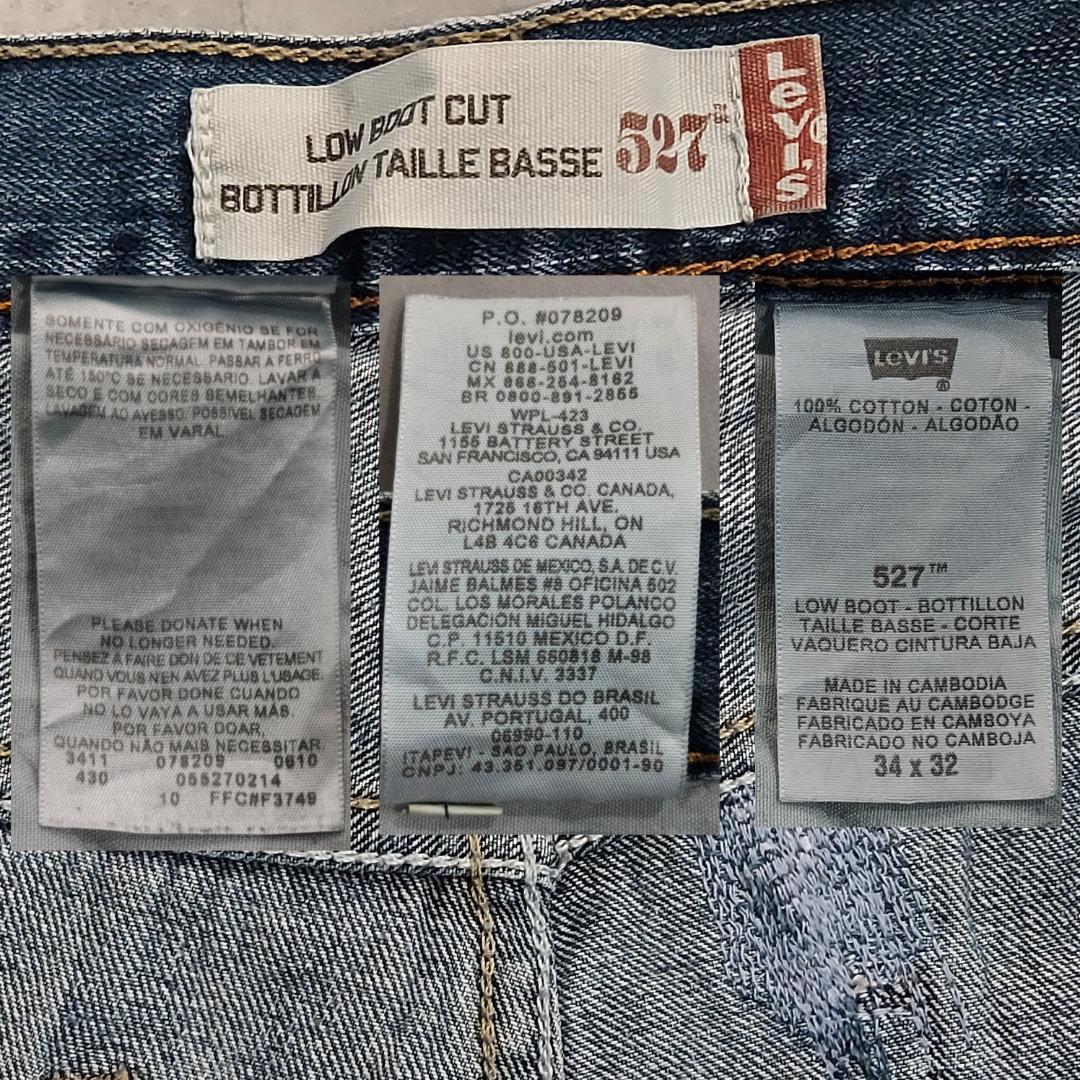 LOW BOOT CUT
BOTTILLON TAILLE BASSE
527™
Levi's
SOMENTE COM OXIGÊNIO SE FOR
NECESSÁRIO SECAGEM EM TAMBOR EM
TEMPERATURA NORMAL. PASSAR A FERRO
ATÉ 150°C SE NECESSÁRIO. LAVAR A
SECO E COM CORES SEMELHANTES.
LAVAGEM AO AVESSO. POSSÍVEL SECAGEM
EM VARAL.
PLEASE DONATE WHEN
NO LONGER NEEDED.
PENSEZ À FAIRE DON DE CE VETEMENT
QUAND VOUS N'EN AVEZ PLUS L'USAGE.
POR FAVOR DONE CUANDO
NO LO VAYA A USAR MÁS.
POR FAVOR DOAR,
QUANDO NÃO MAIS NECESSITAR.
3411 078209 0610
430 055270214
10 FFC#F3749
P.O. #078209
levi.com
US 800-USA-LEVI
CN 888-501-LEVI
MX 866-254-8162
BR 0800-891-2855
WPL-423
LEVI STRAUSS & CO.
1155 BATTERY STREET
SAN FRANCISCO, CA 94111 USA
CA00342
LEVI STRAUSS & CO. CANADA,
1725 16TH AVE.
RICHMOND HILL, ON
L4B 4C6 CANADA
LEVI STRAUSS DE MEXICO, S.A. DE C.V.
JAIME BALMES #8 OFICINA 602
COL. LOS MORALES POLANCO
DELEGACION MIGUEL HIDALGO
C.P. 11510 MEXICO D.F.
R.F.C. LSM 650818 M-98
C.N.I.V. 3337
LEVI STRAUSS DO BRASIL
AV. PORTUGAL, 400
06690-110
ITAPEVI - SAO PAULO, BRASIL
CNPJ: 43.351.097/0001-90
LEVI'S
®
100% COTTON - COTON -
ALGODÓN - ALGODÃO
527™
LOW BOOT - BOTTILLON
TAILLE BASSE - CORTE
VAQUERO CINTURA BAJA
MADE IN CAMBODIA
FABRIQUE AU CAMBODGE
FABRICADO EN CAMBOYA
FABRICADO NO CAMBOJA
34 x 32